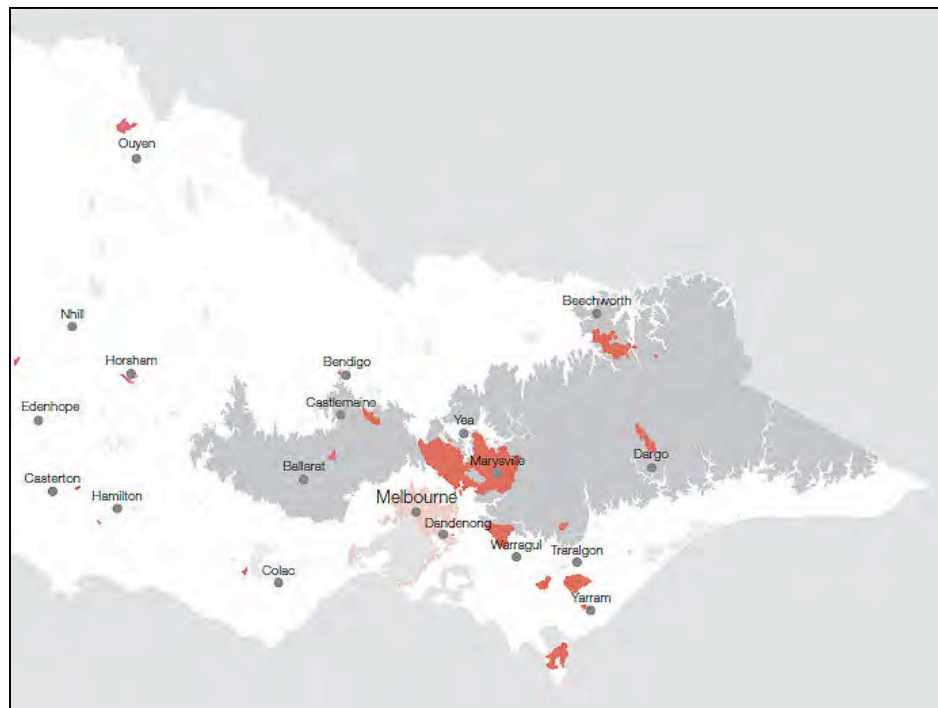 Ouyen
Beechworth
Nhill
Horsham
Bendigo
Edenhope
Castlemaine
Yea
Ballarat
Marysville
Dargo
Casterton
Hamilton
Melbourne
Dandenong
Warragul
Traralgon
Colac
Yarram